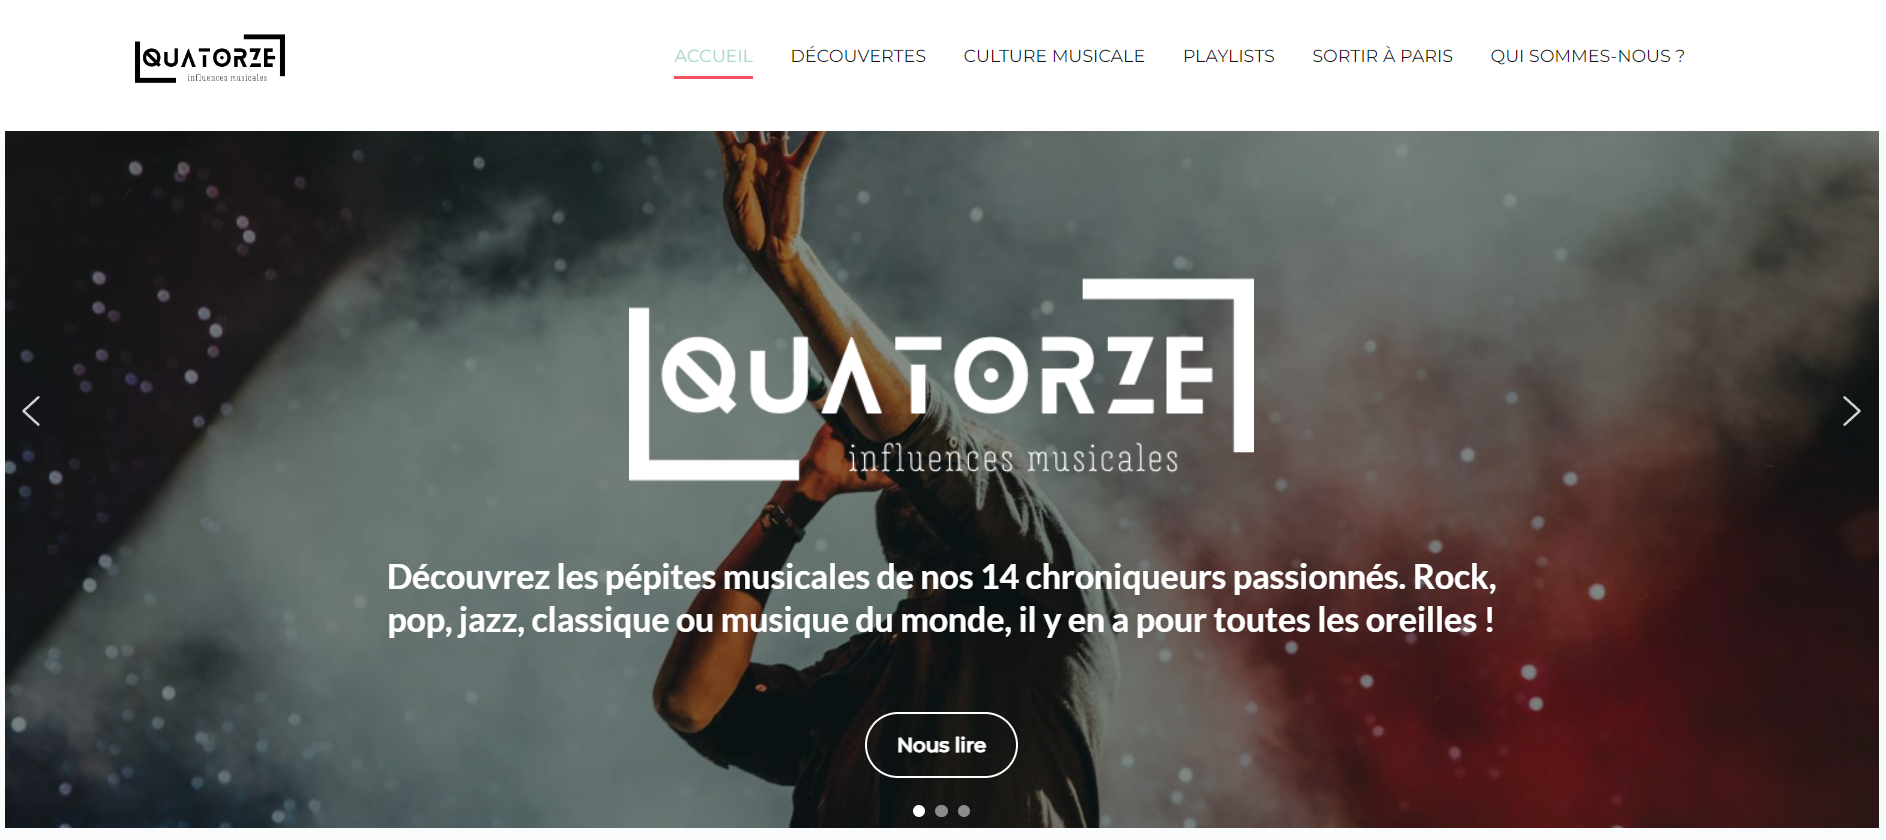 QUATORZE
influences musicales
ACCUEIL DÉCOUVERTES CULTURE MUSICALE PLAYLISTS SORTIR À PARIS QUI SOMMES-NOUS ?
QUATORZE
influences musicales
Découvrez les pépites musicales de nos 14 chroniqueurs passionnés. Rock,
pop, jazz, classique ou musique du monde, il y en a pour toutes les oreilles !
Nous lire